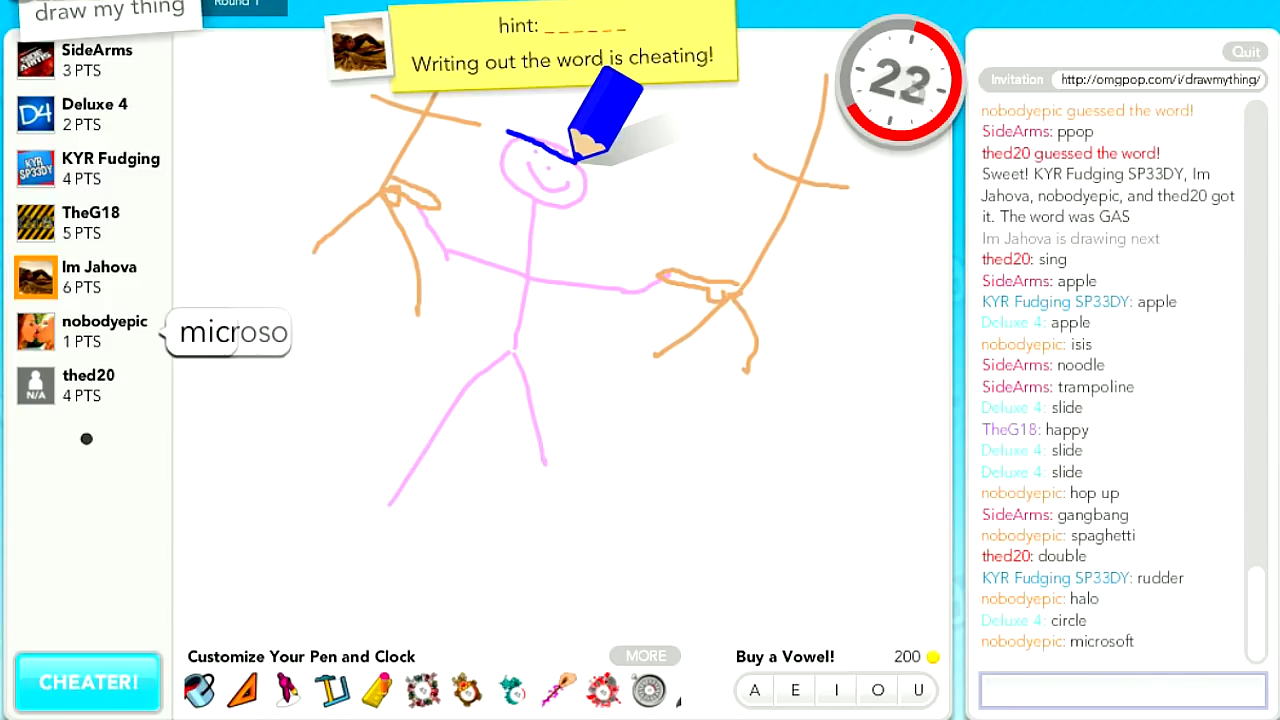 draw my thing
Round 1
hint: _ _ _ _ _ _
Writing out the word is cheating!
22
Quit
Invitation http://omgpop.com/i/drawmything/
SideArms
3 PTS
Deluxe 4
2 PTS
D4
KYR Fudging
4 PTS
KYR
SP33DY
TheG18
5 PTS
Im Jahova
6 PTS
nobodyepic
1 PTS
microso
thed20
4 PTS
N/A
CHEATER!
nobodyepic guessed the word!
SideArms: ppop
thed20 guessed the word!
Sweet! KYR Fudging SP33DY, Im
Jahova, nobodyepic, and thed20 got
it. The word was GAS
Im Jahova is drawing next
thed20: sing
SideArms: apple
KYR Fudging SP33DY: apple
Deluxe 4: apple
nobodyepic: isis
SideArms: noodle
SideArms: trampoline
Deluxe 4: slide
TheG18: happy
Deluxe 4: slide
Deluxe 4: slide
nobodyepic: hop up
SideArms: gangbang
nobodyepic: spaghetti
thed20: double
KYR Fudging SP33DY: rudder
nobodyepic: halo
Deluxe 4: circle
nobodyepic: microsoft
Customize Your Pen and Clock
MORE
Buy a Vowel!
200
A E I O U